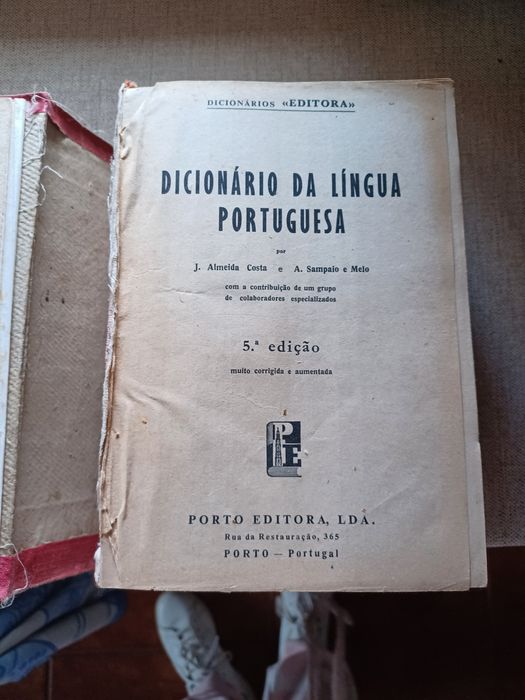 DICIONÁRIOS «EDITORA»
DICIONÁRIO DA LÍNGUA
PORTUGUESA
por
J. Almeida Costa e A. Sampaio e Melo
com a contribuição de um grupo
de colaboradores especializados
5.ª edição
muito corrigida e aumentada
PE
PORTO EDITORA, LDA.
Rua da Restauração, 365
PORTO — Portugal